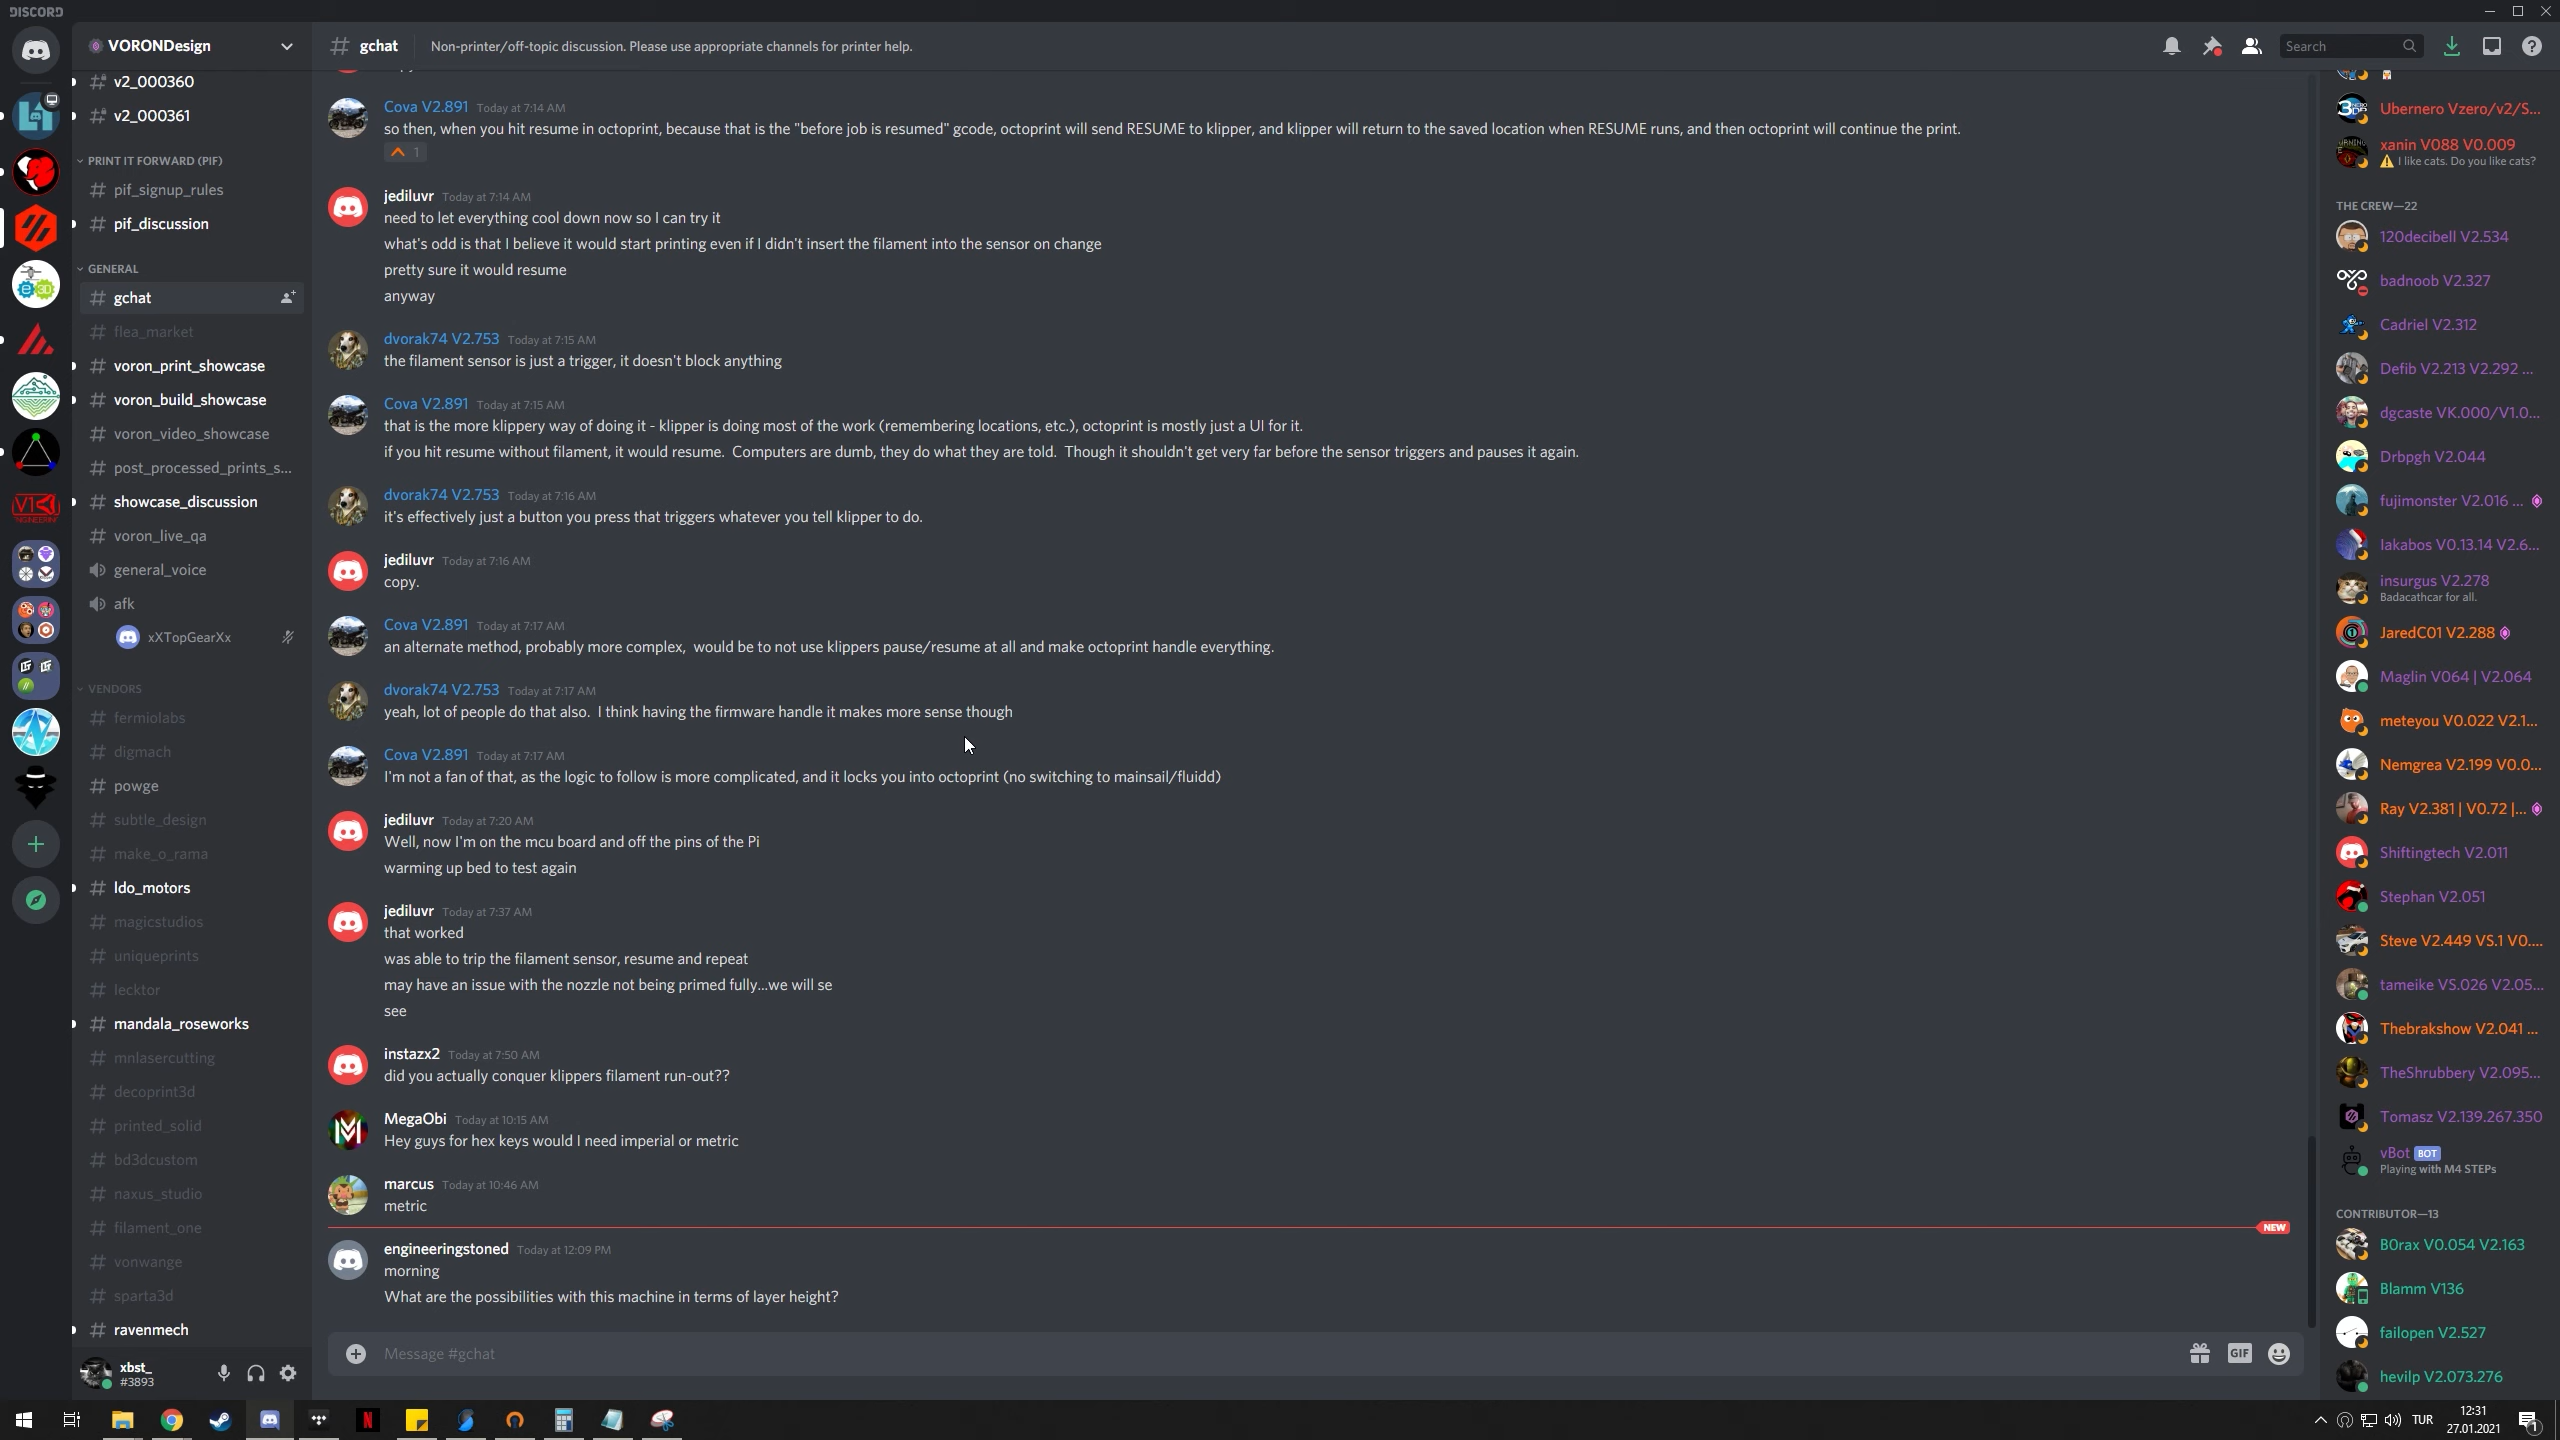 DISCORD
VORONDesign
v2_000360
v2_000361
PRINT IT FORWARD (PIF)
pif_signup_rules
pif_discussion
GENERAL
gchat
flea_market
voron_print_showcase
voron_build_showcase
voron_video_showcase
post_processed_prints_s...
showcase_discussion
voron_live_qa
general_voice
afk
xXTopGearXx
VENDORS
fermiolabs
digmach
powge
subtle_design
make_o_rama
ldo_motors
magicstudios
uniqueprints
lecktor
mandala_roseworks
mnlasercutting
decoprint3d
printed_solid
bd3dcustom
naxus_studio
filament_one
vonwange
sparta3d
ravenmech
xbst_
#3893
# gchat Non-printer/off-topic discussion. Please use appropriate channels for printer help.
Search
Cova V2.891 Today at 7:14 AM
so then, when you hit resume in octoprint, because that is the "before job is resumed" gcode, octoprint will send RESUME to klipper, and klipper will return to the saved location when RESUME runs, and then octoprint will continue the print.
1
jediluvr Today at 7:14 AM
need to let everything cool down now so I can try it
what's odd is that I believe it would start printing even if I didn't insert the filament into the sensor on change
pretty sure it would resume
anyway
dvorak74 V2.753 Today at 7:15 AM
the filament sensor is just a trigger, it doesn't block anything
Cova V2.891 Today at 7:15 AM
that is the more klippery way of doing it - klipper is doing most of the work (remembering locations, etc.), octoprint is mostly just a UI for it.
if you hit resume without filament, it would resume. Computers are dumb, they do what they are told. Though it shouldn't get very far before the sensor triggers and pauses it again.
dvorak74 V2.753 Today at 7:16 AM
it's effectively just a button you press that triggers whatever you tell klipper to do.
jediluvr Today at 7:16 AM
copy.
Cova V2.891 Today at 7:17 AM
an alternate method, probably more complex, would be to not use klippers pause/resume at all and make octoprint handle everything.
dvorak74 V2.753 Today at 7:17 AM
yeah, lot of people do that also. I think having the firmware handle it makes more sense though
Cova V2.891 Today at 7:17 AM
I'm not a fan of that, as the logic to follow is more complicated, and it locks you into octoprint (no switching to mainsail/fluidd)
jediluvr Today at 7:20 AM
Well, now I'm on the mcu board and off the pins of the Pi
warming up bed to test again
jediluvr Today at 7:37 AM
that worked
was able to trip the filament sensor, resume and repeat
may have an issue with the nozzle not being primed fully...we will se
see
instazx2 Today at 7:50 AM
did you actually conquer klippers filament run-out??
MegaObi Today at 10:15 AM
Hey guys for hex keys would I need imperial or metric
marcus Today at 10:46 AM
metric
NEW
engineeringstoned Today at 12:09 PM
morning
What are the possibilities with this machine in terms of layer height?
Message #gchat
GIF
Ubernero Vzero/v2/S...
xanin V088 V0.009
I like cats. Do you like cats?
THE CREW—22
120decibell V2.534
badnoob V2.327
Cadriel V2.312
Defib V2.213 V2.292 ...
dgcaste VK.000/V1.0...
Drbpgh V2.044
fujimonster V2.016 ...
Iakabos V0.13.14 V2.6...
insurgus V2.278
Badacathcar for all.
JaredC01 V2.288
Maglin V064 | V2.064
meteyou V0.022 V2.1...
Nemgrea V2.199 V0.0...
Ray V2.381 | V0.72 |...
Shiftingtech V2.011
Stephan V2.051
Steve V2.449 VS.1 V0....
tameike VS.026 V2.05...
Thebrakshow V2.041 ...
TheShrubbery V2.095...
Tomasz V2.139.267.350
vBot BOT
Playing with M4 STEPs
CONTRIBUTOR—13
B0rax V0.054 V2.163
Blamm V136
failopen V2.527
hevilp V2.073.276
TUR
12:31
27.01.2021
1